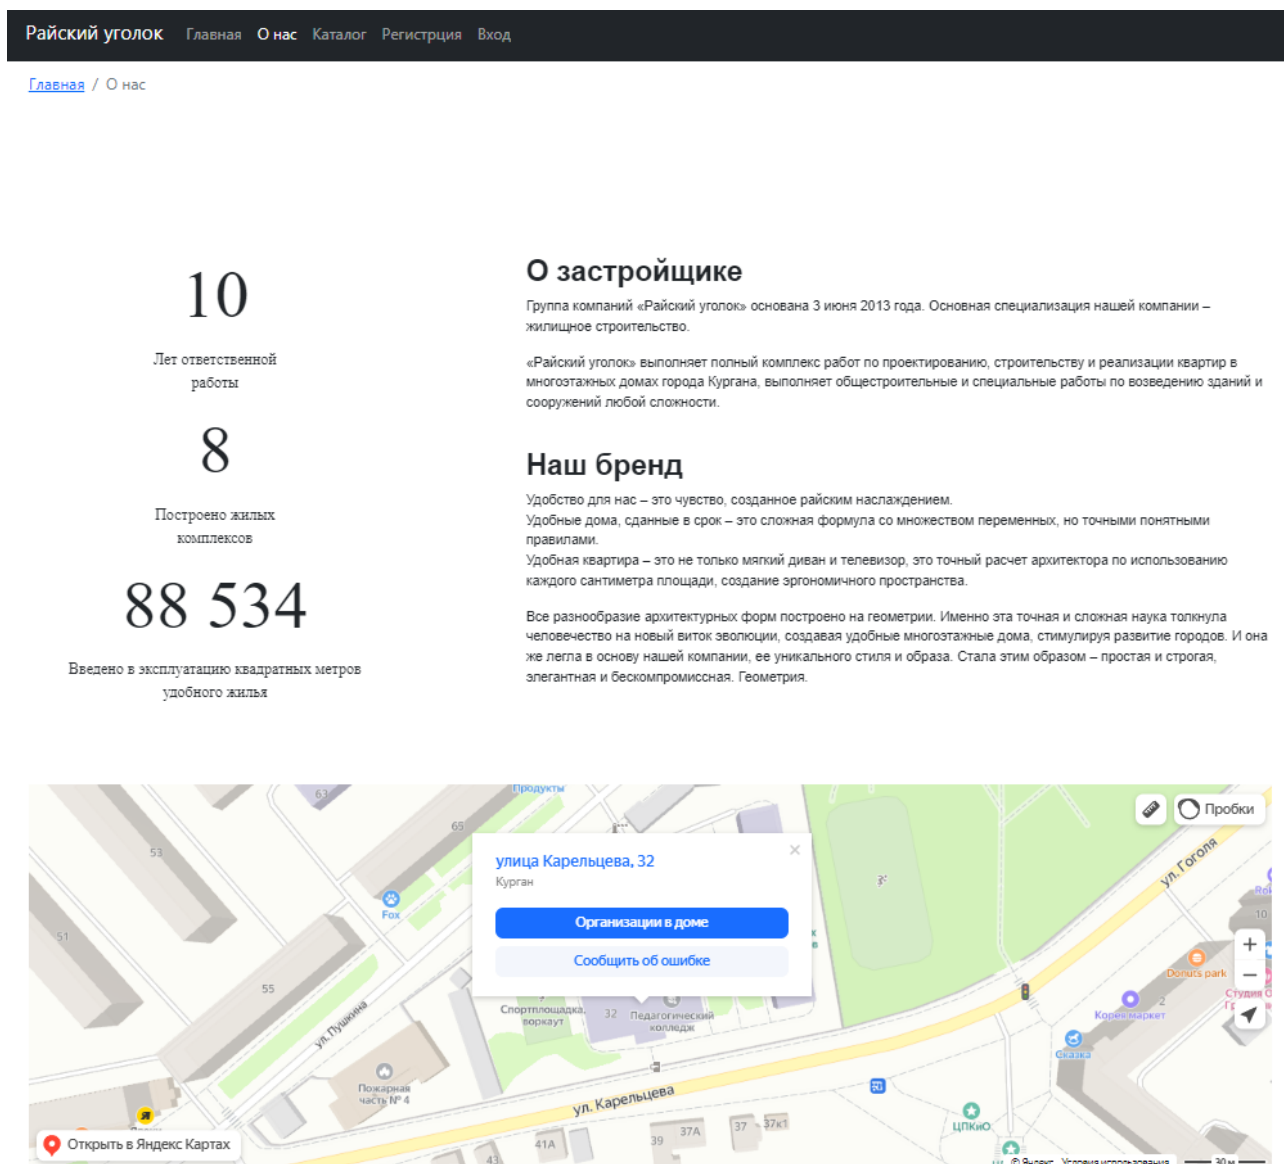 Райский уголок Главная О нас Каталог Регистрция Вход
Главная / О нас
10
Лет ответственной
работы
8
Построено жилых
комплексов
88 534
Введено в эксплуатацию квадратных метров
удобного жилья
О застройщике
Группа компаний «Райский уголок» основана 3 июня 2013 года. Основная специализация нашей компании –
жилищное строительство.
«Райский уголок» выполняет полный комплекс работ по проектированию, строительству и реализации квартир в
многоэтажных домах города Кургана, выполняет общестроительные и специальные работы по возведению зданий и
сооружений любой сложности.
Наш бренд
Удобство для нас – это чувство, созданное райским наслаждением.
Удобные дома, сданные в срок – это сложная формула со множеством переменных, но точными понятными
правилами.
Удобная квартира – это не только мягкий диван и телевизор, это точный расчет архитектора по использованию
каждого сантиметра площади, создание эргономичного пространства.
Все разнообразие архитектурных форм построено на геометрии. Именно эта точная и сложная наука толкнула
человечество на новый виток эволюции, создавая удобные многоэтажные дома, стимулируя развитие городов. И она
же легла в основу нашей компании, ее уникального стиля и образа. Стала этим образом – простая и строгая,
элегантная и бескомпромиссная. Геометрия.
Продукты
63
65
53
Пробки
ул. Гоголя
улица Карельцева, 32
Курган
Организации в доме
Сообщить об ошибке
Fox
51
55
10
Donuts park
2
Корея маркет
Студия
Сказка
Спортплощадка,
воркаут
32
Педагогический
колледж
ул. Пушкина
Пожарная
часть № 4
ул. Карельцева
ЦПКиО
37
37к1
37А
39
41А
43
Открыть в Яндекс Картах
© Яндекс Условия использования
30 м